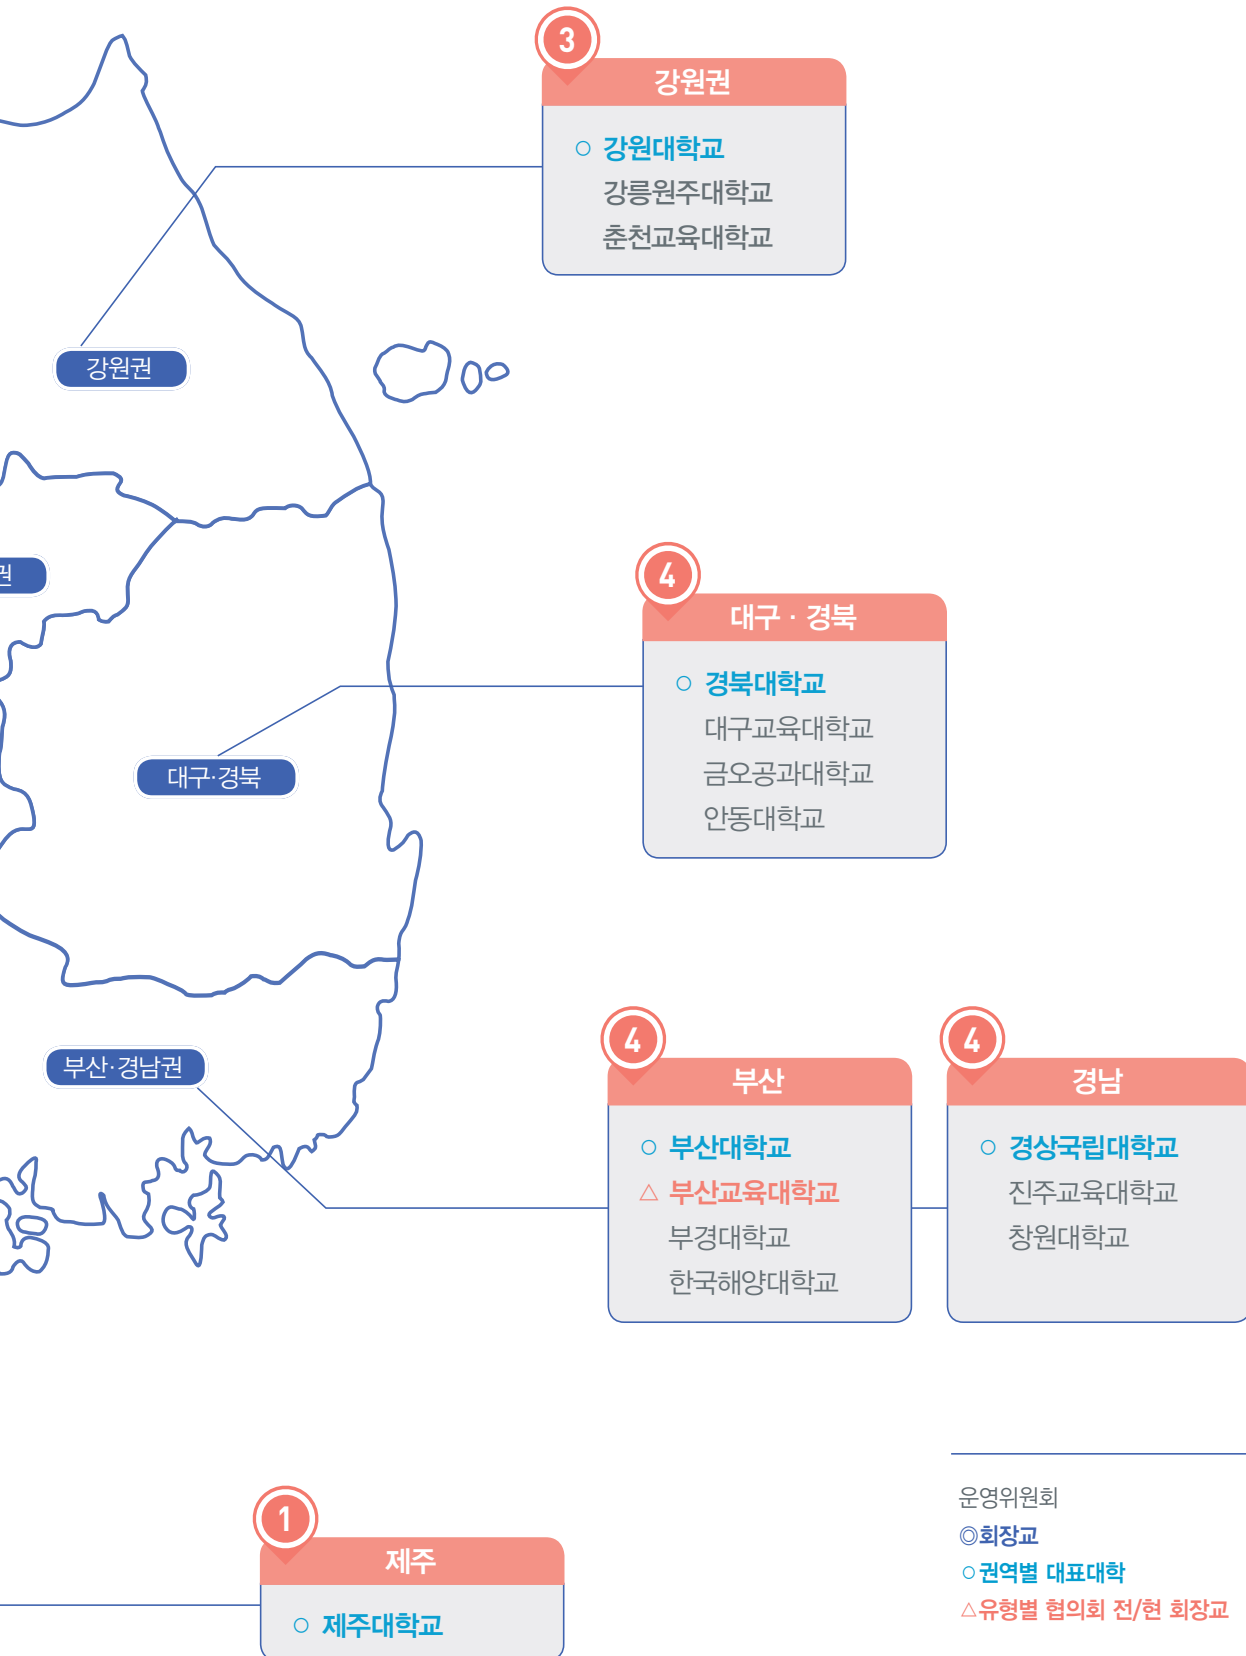 3
강원권
○ 강원대학교
강릉원주대학교
춘천교육대학교
강원권
권
4
대구 · 경북
○ 경북대학교
대구교육대학교
금오공과대학교
안동대학교
대구·경북
부산·경남권
4
부산
○ 부산대학교
△ 부산교육대학교
부경대학교
한국해양대학교
4
경남
○ 경상국립대학교
진주교육대학교
창원대학교
1
제주
○ 제주대학교
운영위원회
◎회장교
○권역별 대표대학
△유형별 협의회 전/현 회장교